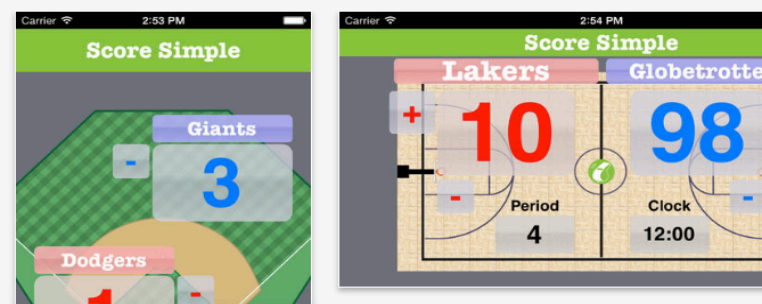 Carrier 2:53 PM
Score Simple
Giants
-
3
Dodgers
-
Carrier 2:54 PM
Score Simple
Lakers Globetrotte
+
10 98
- -
Period Clock
4 12:00